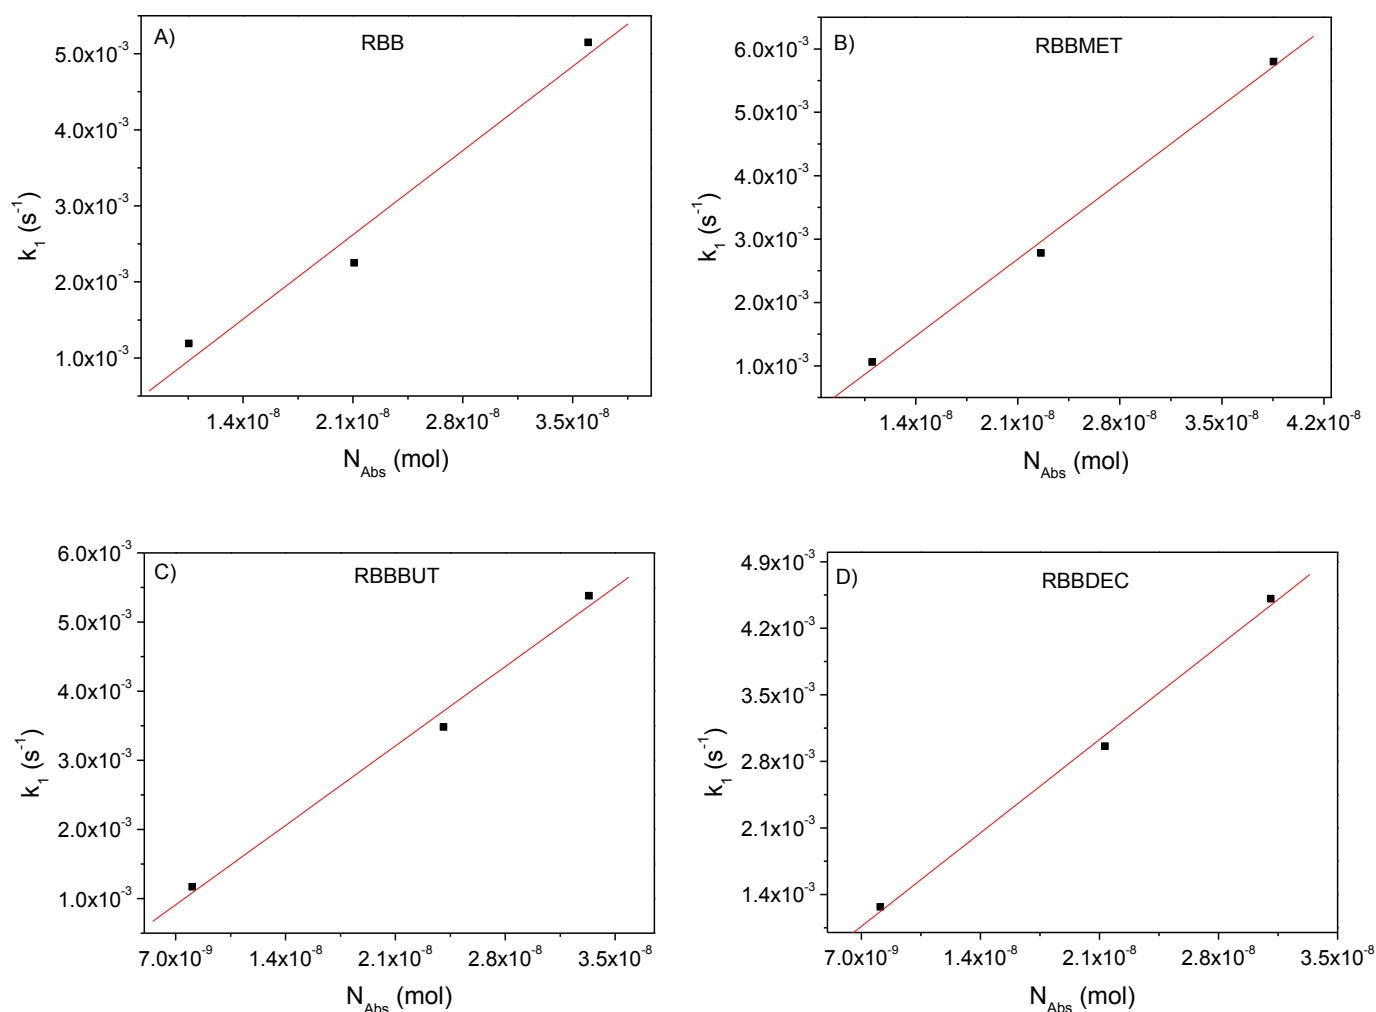 A)
RBB
5.0x10⁻³
4.0x10⁻³
3.0x10⁻³
2.0x10⁻³
1.0x10⁻³
k₁ (s⁻¹)
1.4x10⁻⁸ 2.1x10⁻⁸ 2.8x10⁻⁸ 3.5x10⁻⁸
N_Abs (mol)
B)
RBBMET
6.0x10⁻³
5.0x10⁻³
4.0x10⁻³
3.0x10⁻³
2.0x10⁻³
1.0x10⁻³
k₁ (s⁻¹)
1.4x10⁻⁸ 2.1x10⁻⁸ 2.8x10⁻⁸ 3.5x10⁻⁸ 4.2x10⁻⁸
N_Abs (mol)
C)
RBBBUT
6.0x10⁻³
5.0x10⁻³
4.0x10⁻³
3.0x10⁻³
2.0x10⁻³
1.0x10⁻³
k₁ (s⁻¹)
7.0x10⁻⁹ 1.4x10⁻⁸ 2.1x10⁻⁸ 2.8x10⁻⁸ 3.5x10⁻⁸
N_Abs (mol)
D)
RBBDEC
4.9x10⁻³
4.2x10⁻³
3.5x10⁻³
2.8x10⁻³
2.1x10⁻³
1.4x10⁻³
k₁ (s⁻¹)
7.0x10⁻⁹ 1.4x10⁻⁸ 2.1x10⁻⁸ 2.8x10⁻⁸ 3.5x10⁻⁸
N_Abs (mol)